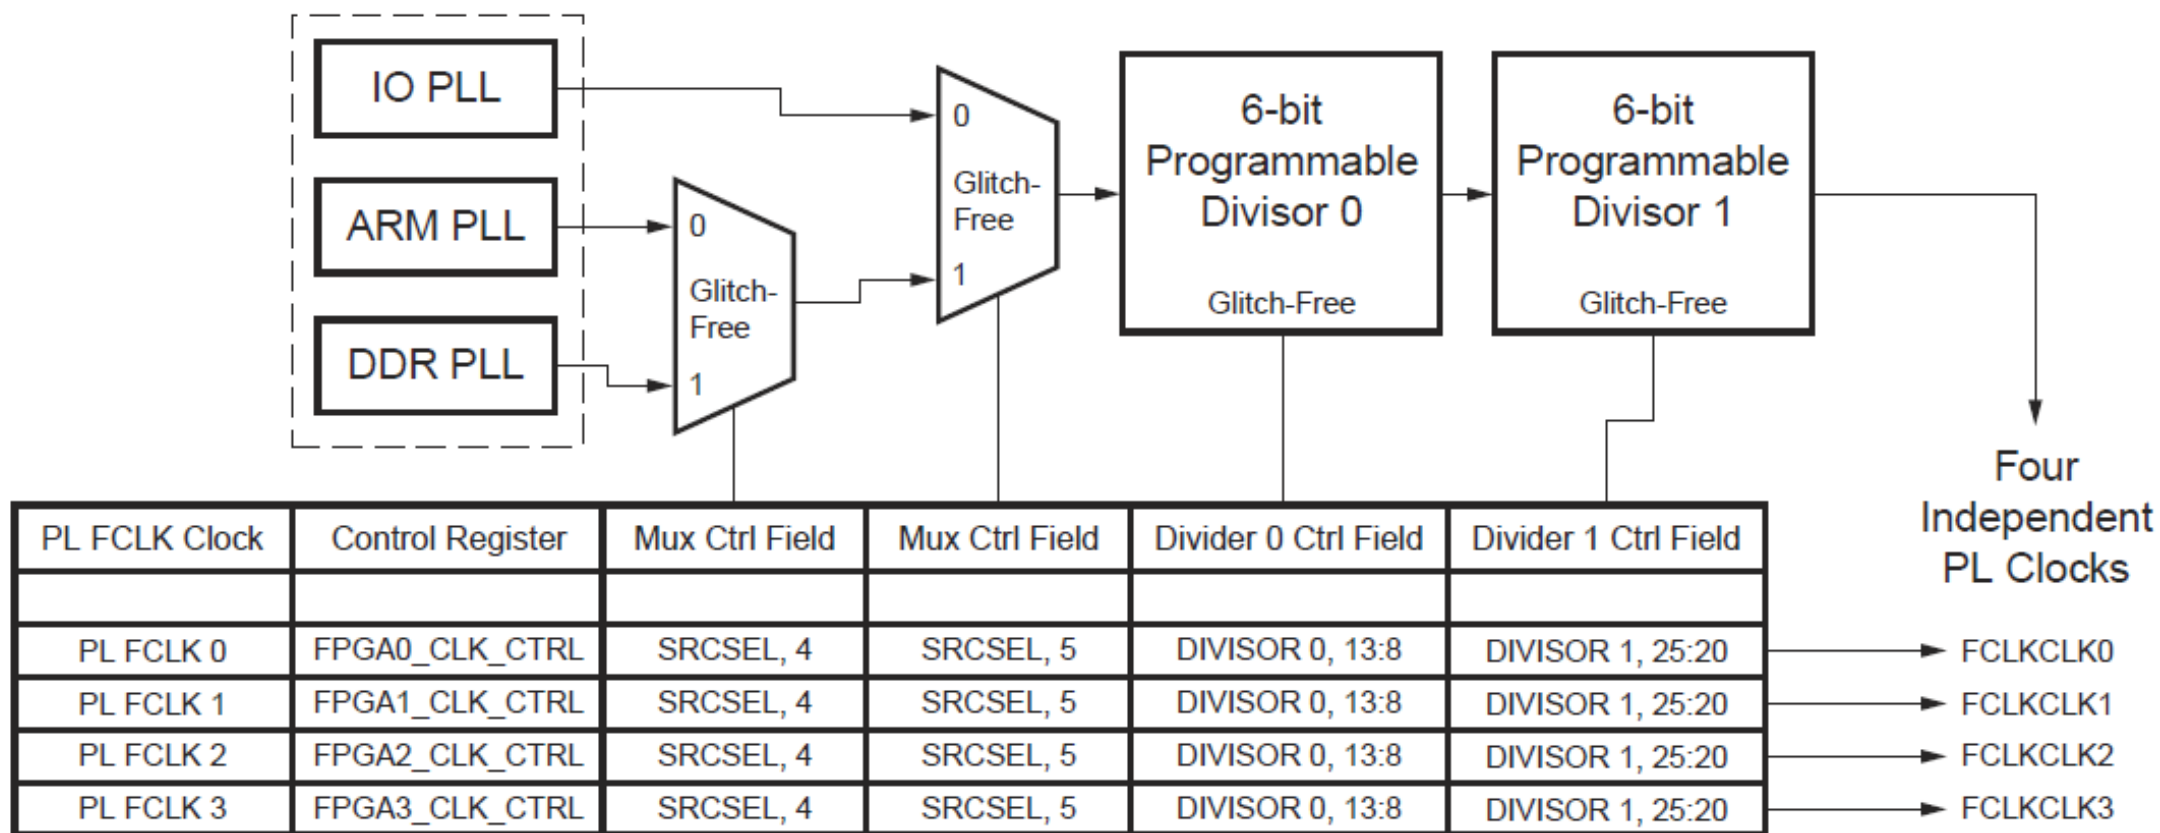 IO PLL
ARM PLL
DDR PLL
0
Glitch-
Free
1
0
Glitch-
Free
1
6-bit
Programmable
Divisor 0
Glitch-Free
6-bit
Programmable
Divisor 1
Glitch-Free
Four
Independent
PL Clocks
PL FCLK Clock Control Register Mux Ctrl Field Mux Ctrl Field Divider 0 Ctrl Field Divider 1 Ctrl Field
PL FCLK 0 FPGA0_CLK_CTRL SRCSEL, 4 SRCSEL, 5 DIVISOR 0, 13:8 DIVISOR 1, 25:20 FCLKCLK0
PL FCLK 1 FPGA1_CLK_CTRL SRCSEL, 4 SRCSEL, 5 DIVISOR 0, 13:8 DIVISOR 1, 25:20 FCLKCLK1
PL FCLK 2 FPGA2_CLK_CTRL SRCSEL, 4 SRCSEL, 5 DIVISOR 0, 13:8 DIVISOR 1, 25:20 FCLKCLK2
PL FCLK 3 FPGA3_CLK_CTRL SRCSEL, 4 SRCSEL, 5 DIVISOR 0, 13:8 DIVISOR 1, 25:20 FCLKCLK3